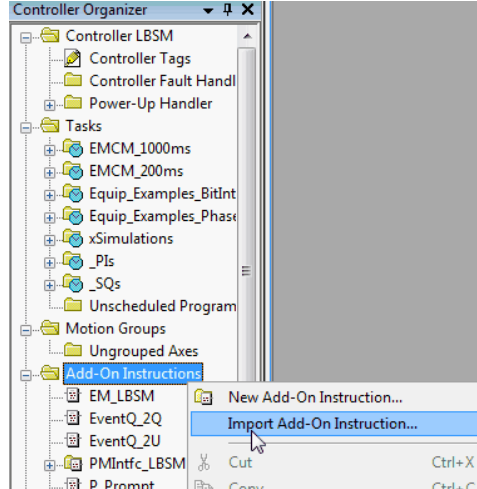 Controller Organizer
Controller LBSM
Controller Tags
Controller Fault Handl
Power-Up Handler
Tasks
EMCM_1000ms
EMCM_200ms
Equip_Examples_BitInt
Equip_Examples_Phase
xSimulations
_PIs
_SQs
Unscheduled Program
Motion Groups
Ungrouped Axes
Add-On Instructions
EM_LBSM
New Add-On Instruction...
EventQ_2Q
Import Add-On Instruction...
EventQ_2U
PMIntfc_LBSM
Cut Ctrl+X
P_Prompt
Copy Ctrl+C